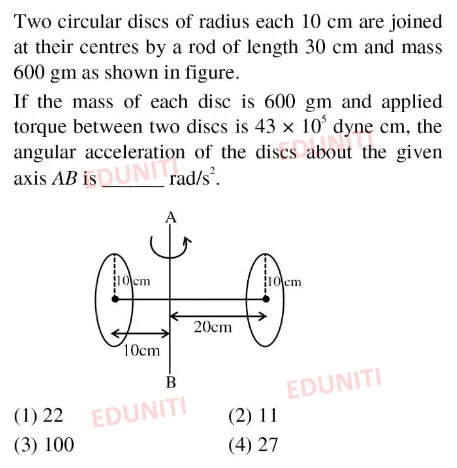 Two circular discs of radius each 10 cm are joined
at their centres by a rod of length 30 cm and mass
600 gm as shown in figure.
If the mass of each disc is 600 gm and applied
torque between two discs is 43 × 10⁵ dyne cm, the
angular acceleration of the discs about the given
axis AB is ______ rad/s².
EDUNITI
EDUNITI
A
10 cm
10 cm
20cm
10cm
B
EDUNITI
EDUNITI
(1) 22 (2) 11
(3) 100 (4) 27